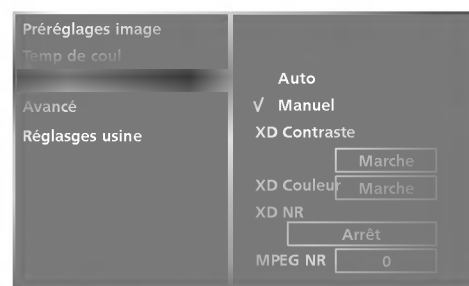 Préréglages image
Temp de coul
Avancé
Réglasges usine
Auto
√ Manuel
XD Contraste
Marche
XD Couleur Marche
XD NR
Arrêt
MPEG NR 0